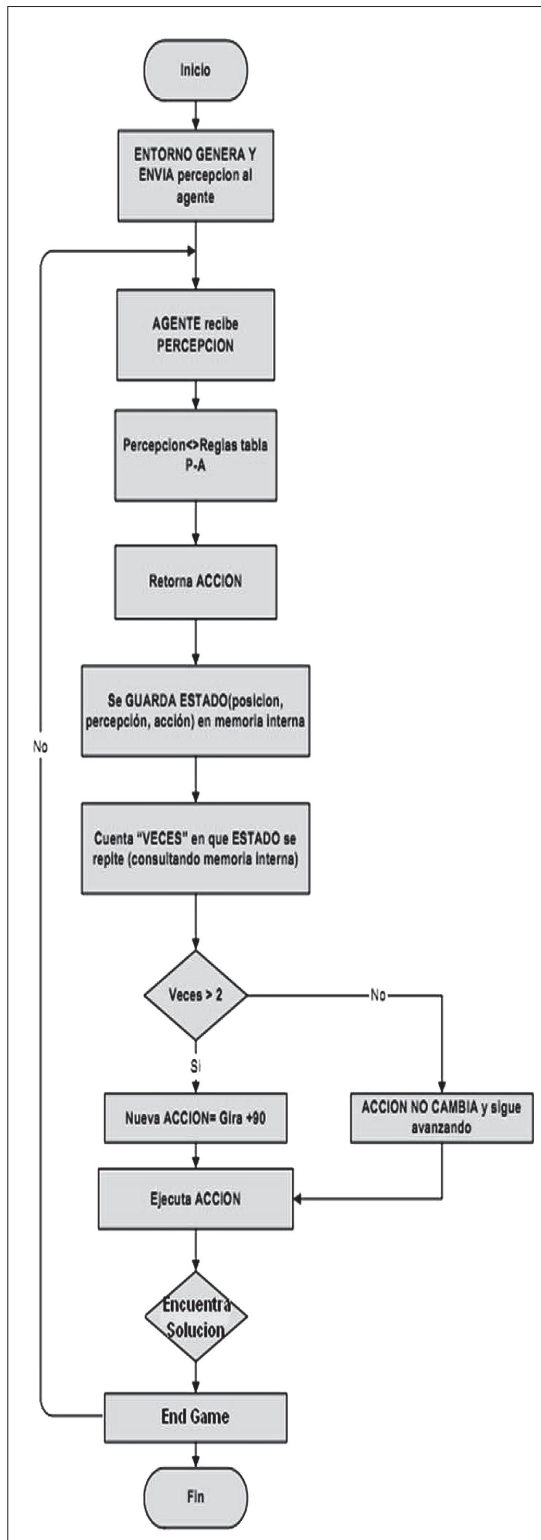 Inicio
ENTORNO GENERA Y
ENVIA percepcion al
agente
AGENTE recibe
PERCEPCION
Percepcion<>Reglas tabla
P-A
Retorna ACCION
Se GUARDA ESTADO(posicion,
percepción, acción) en memoria interna
No
Cuenta “VECES” en que ESTADO se
repite (consultando memoria interna)
Veces > 2
No
Si
Nueva ACCION= Gira +90
ACCION NO CAMBIA y sigue
avanzando
Ejecuta ACCION
Encuentra
Solucion
End Game
Fin